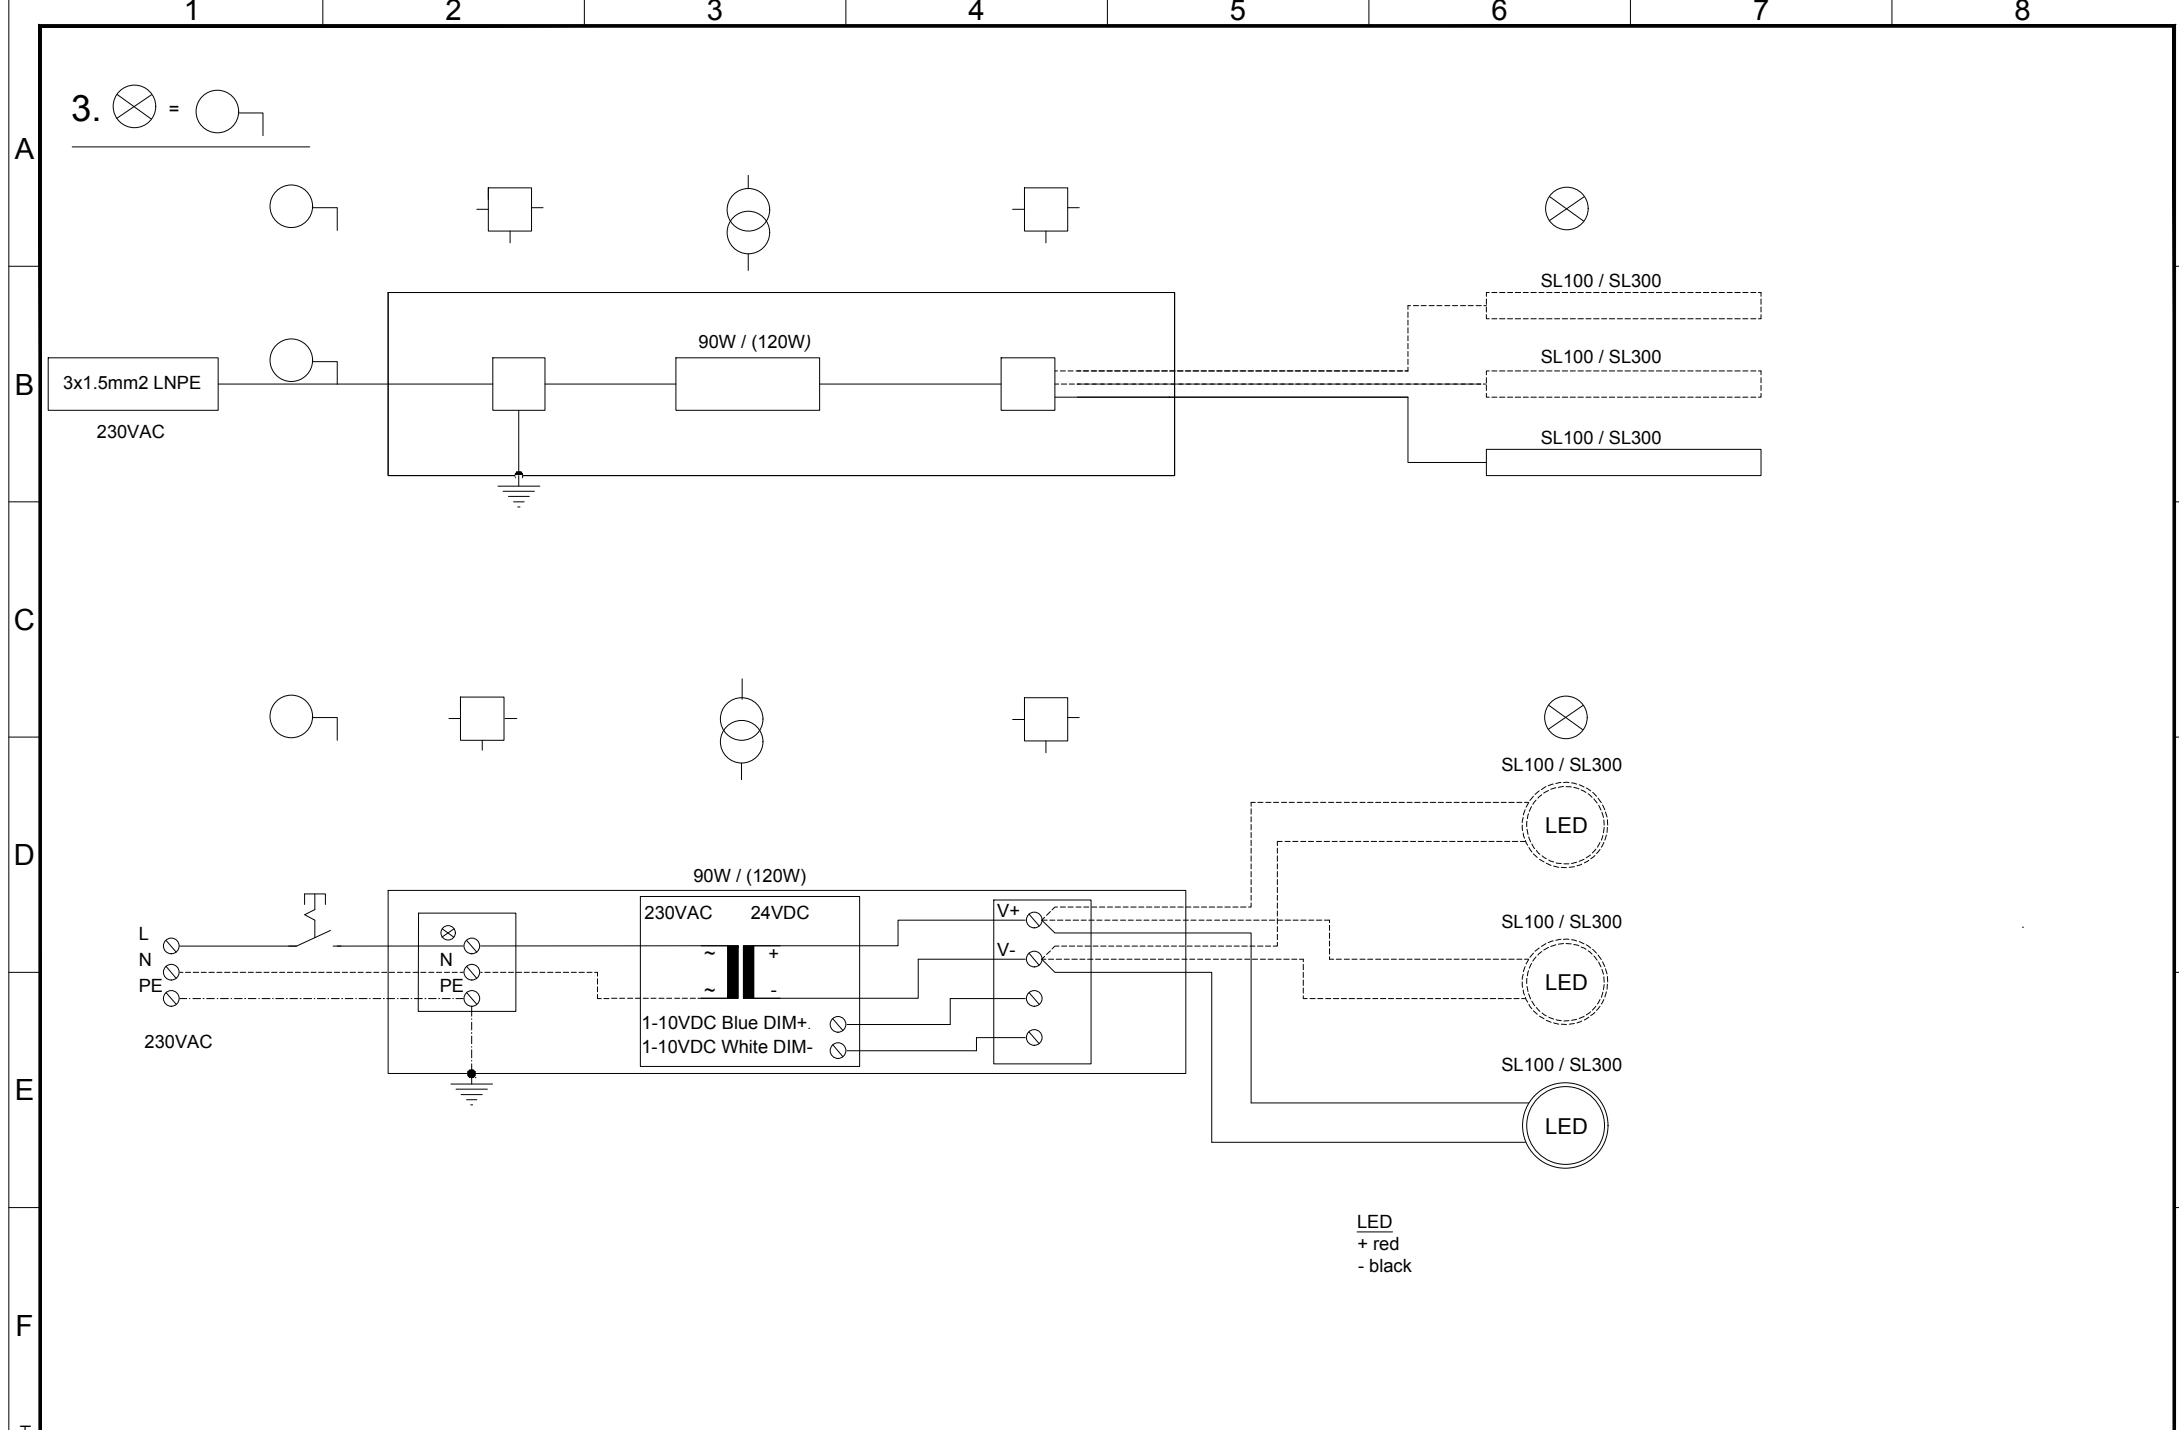 1 2 3 4 5 6 7 8
3. =
A
SL100 / SL300
90W / (120W)
SL100 / SL300
B
3x1.5mm2 LNPE
230VAC
SL100 / SL300
C
SL100 / SL300
LED
D
90W / (120W)
230VAC 24VDC
V+
SL100 / SL300
L
~ +
N N
V-
PE PE
~ -
LED
1-10VDC Blue DIM+.
1-10VDC White DIM-
230VAC
SL100 / SL300
E
LED
LED
+ red
- black
F